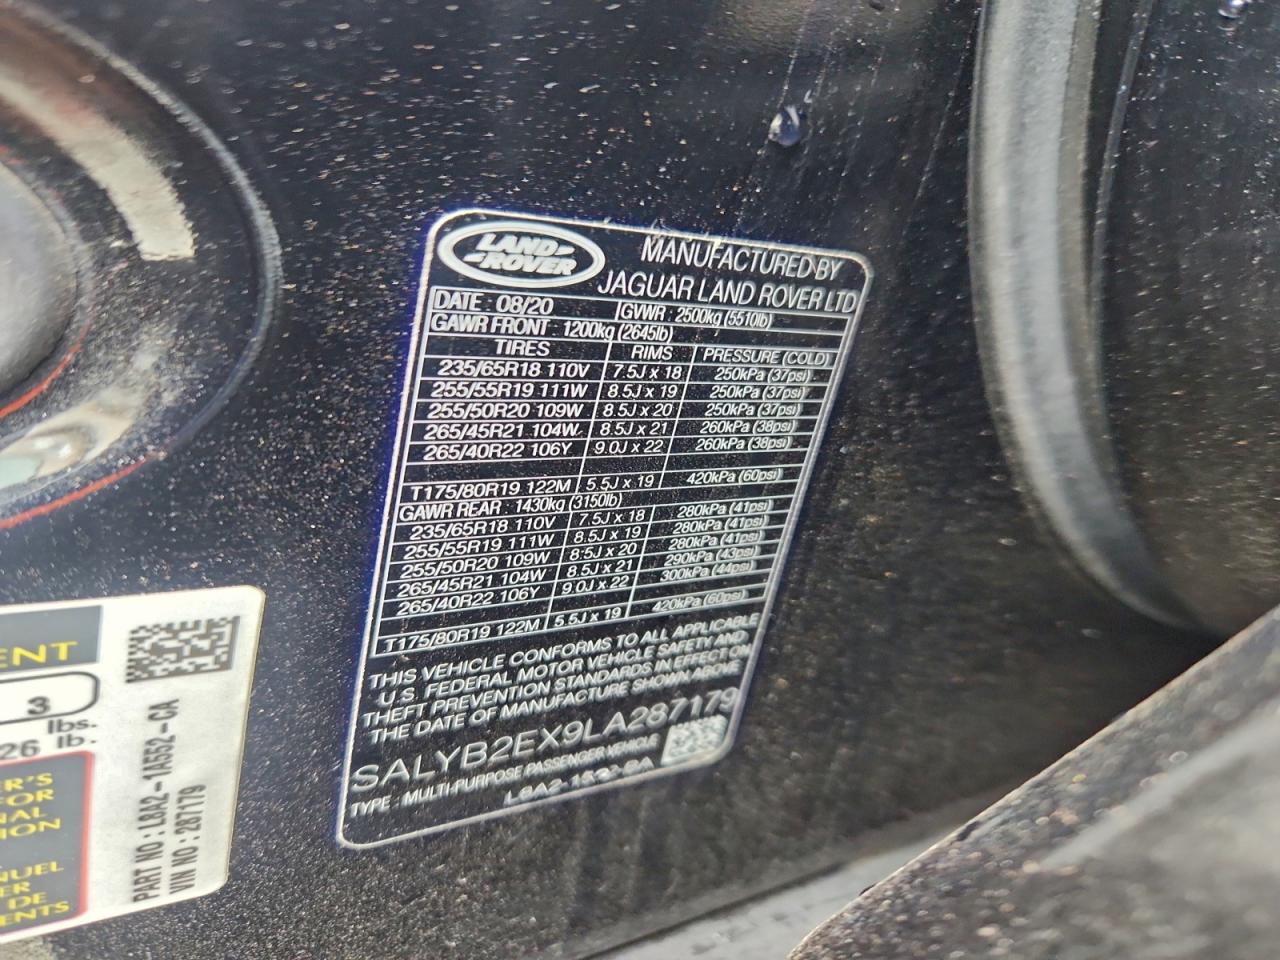 LAND
ROVER
MANUFACTURED BY
JAGUAR LAND ROVER LTD
DATE : 08/20 GVWR : 2500kg (5510lb)
GAWR FRONT : 1200kg (2645lb)
TIRES RIMS PRESSURE (COLD)
235/65R18 110V 7.5J x 18 250kPa (37psi)
255/55R19 111W 8.5J x 19 250kPa (37psi)
255/50R20 109W 8.5J x 20 250kPa (37psi)
265/45R21 104W 8.5J x 21 260kPa (38psi)
265/40R22 106Y 9.0J x 22 260kPa (38psi)
T175/80R19 122M 5.5J x 19 420kPa (60psi)
GAWR REAR : 1430kg (3150lb)
235/65R18 110V 7.5J x 18 280kPa (41psi)
255/55R19 111W 8.5J x 19 280kPa (41psi)
255/50R20 109W 8.5J x 20 280kPa (41psi)
265/45R21 104W 8.5J x 21 290kPa (43psi)
265/40R22 106Y 9.0J x 22 300kPa (44psi)
T175/80R19 122M 5.5J x 19 420kPa (60psi)
THIS VEHICLE CONFORMS TO ALL APPLICABLE
U.S. FEDERAL MOTOR VEHICLE SAFETY AND
THEFT PREVENTION STANDARDS IN EFFECT ON
THE DATE OF MANUFACTURE SHOWN ABOVE
SALYB2EX9LA287179
TYPE : MULTI-PURPOSE PASSENGER VEHICLE
ENT
3
lbs.
26 lb.
ER'S
FOR
NAL
ION
NUEL
ER
DE
ENTS
PART NO : L8A2-1A552-CA
VIN NO : 287179